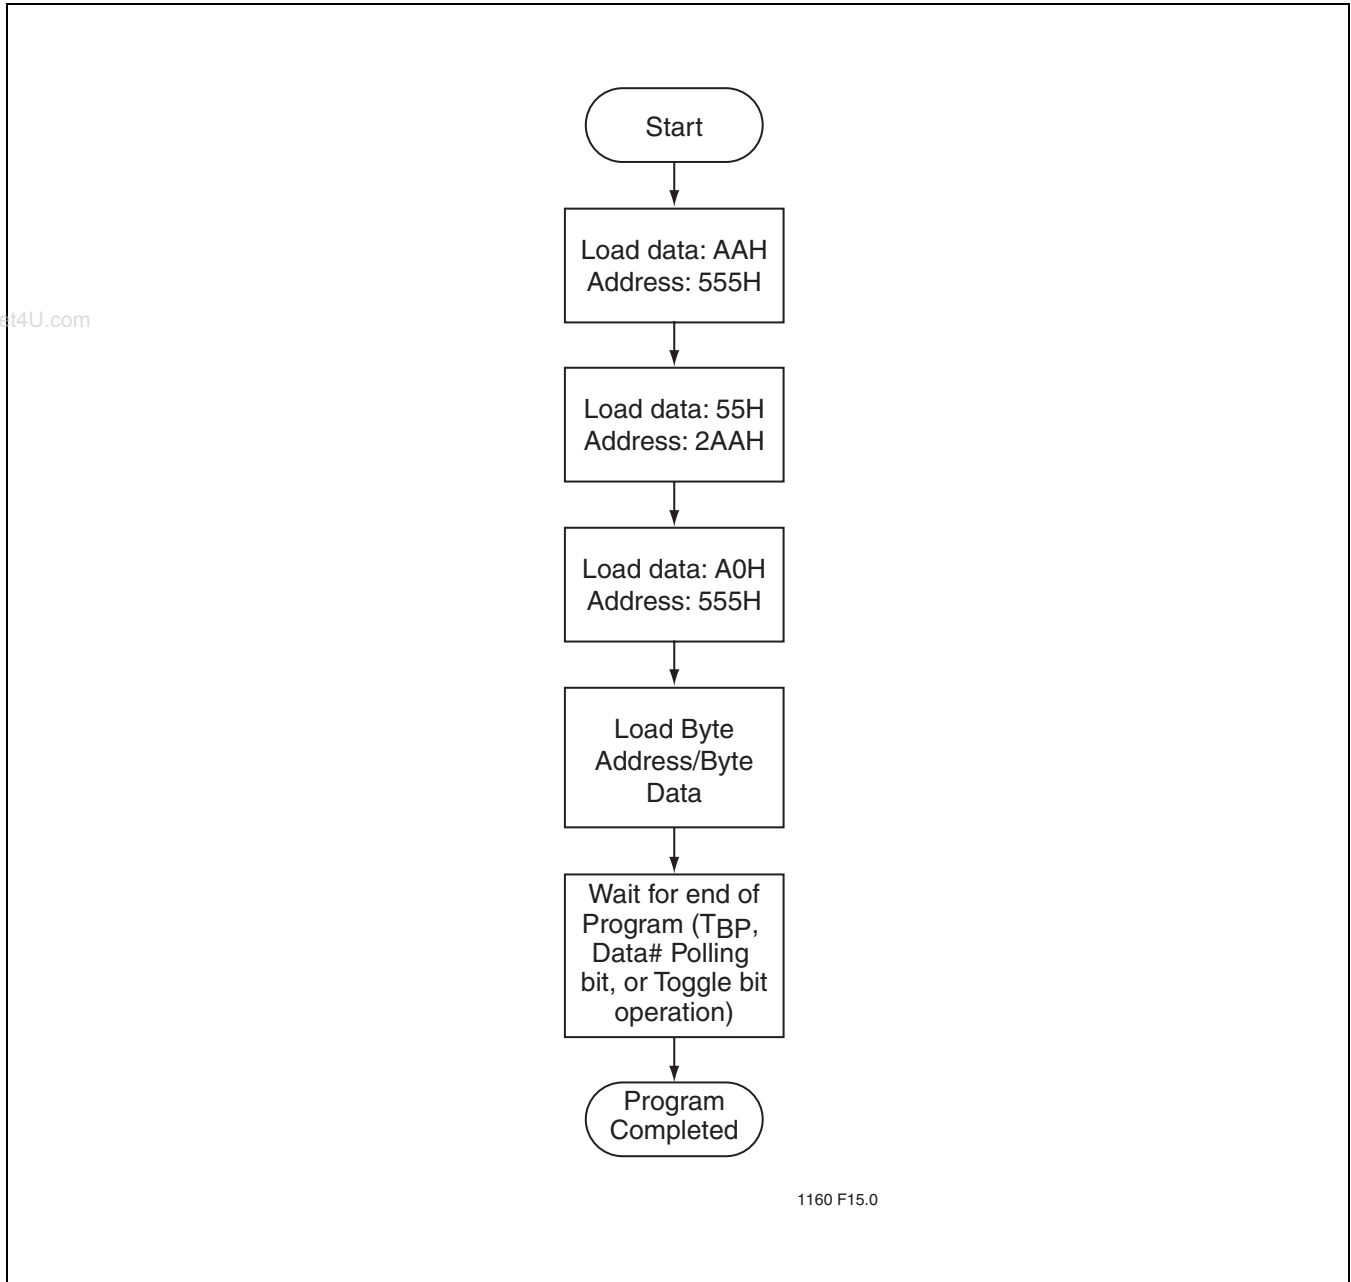 Start
Load data: AAH
Address: 555H
et4U.com
Load data: 55H
Address: 2AAH
Load data: A0H
Address: 555H
Load Byte
Address/Byte
Data
Wait for end of
Program (TBP,
Data# Polling
bit, or Toggle bit
operation)
Program
Completed
1160 F15.0